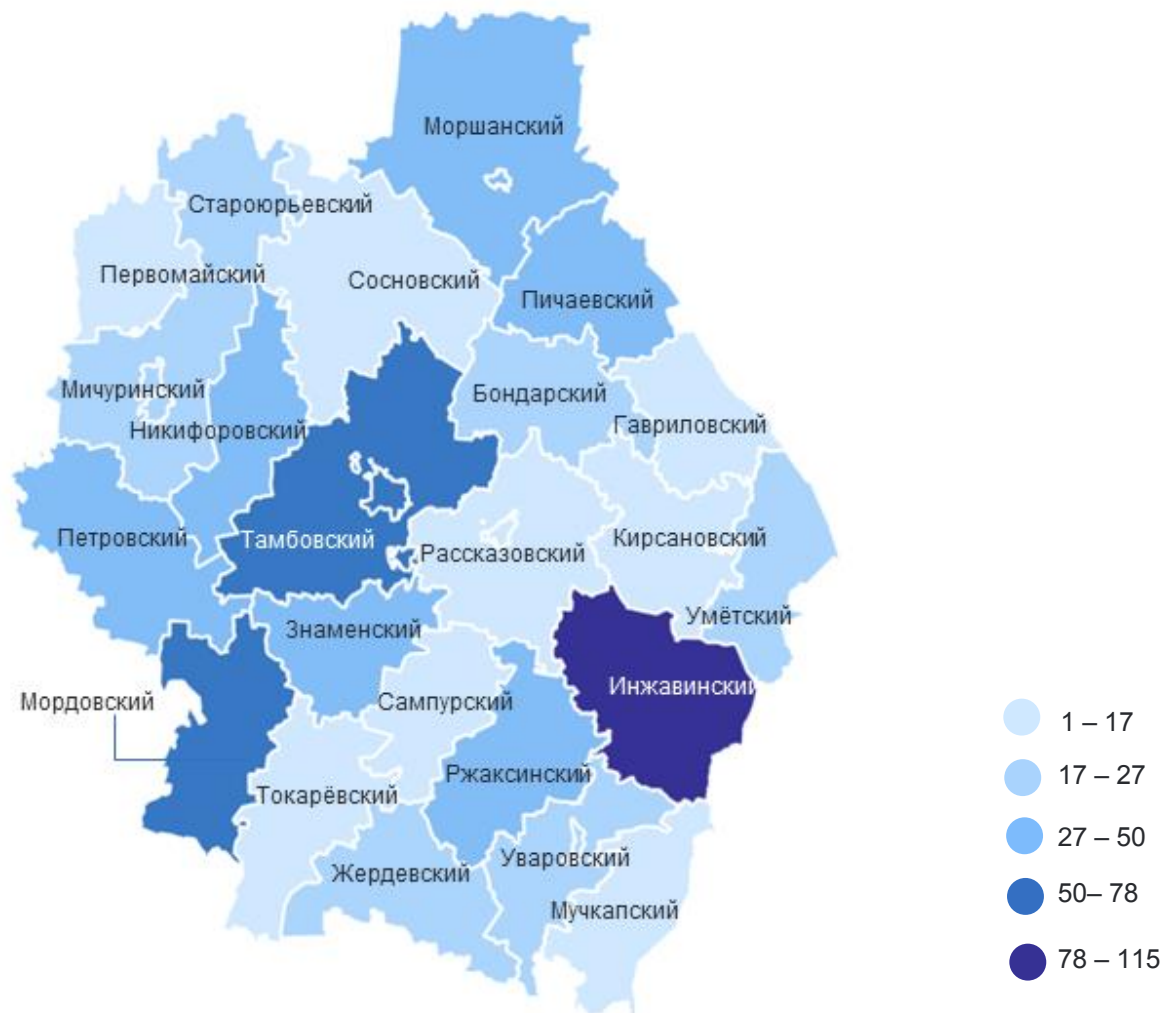 Моршанский
Староюрьевский
Первомайский
Сосновский
Пичаевский
Мичуринский
Бондарский
Никифоровский
Гавриловский
Петровский
Тамбовский
Рассказовский
Кирсановский
Умётский
Знаменский
Инжавинский
Мордовский
Сампурский
Ржаксинский
Токарёвский
Уваровский
Жердевский
Мучкапский
1 – 17
17 – 27
27 – 50
50– 78
78 – 115